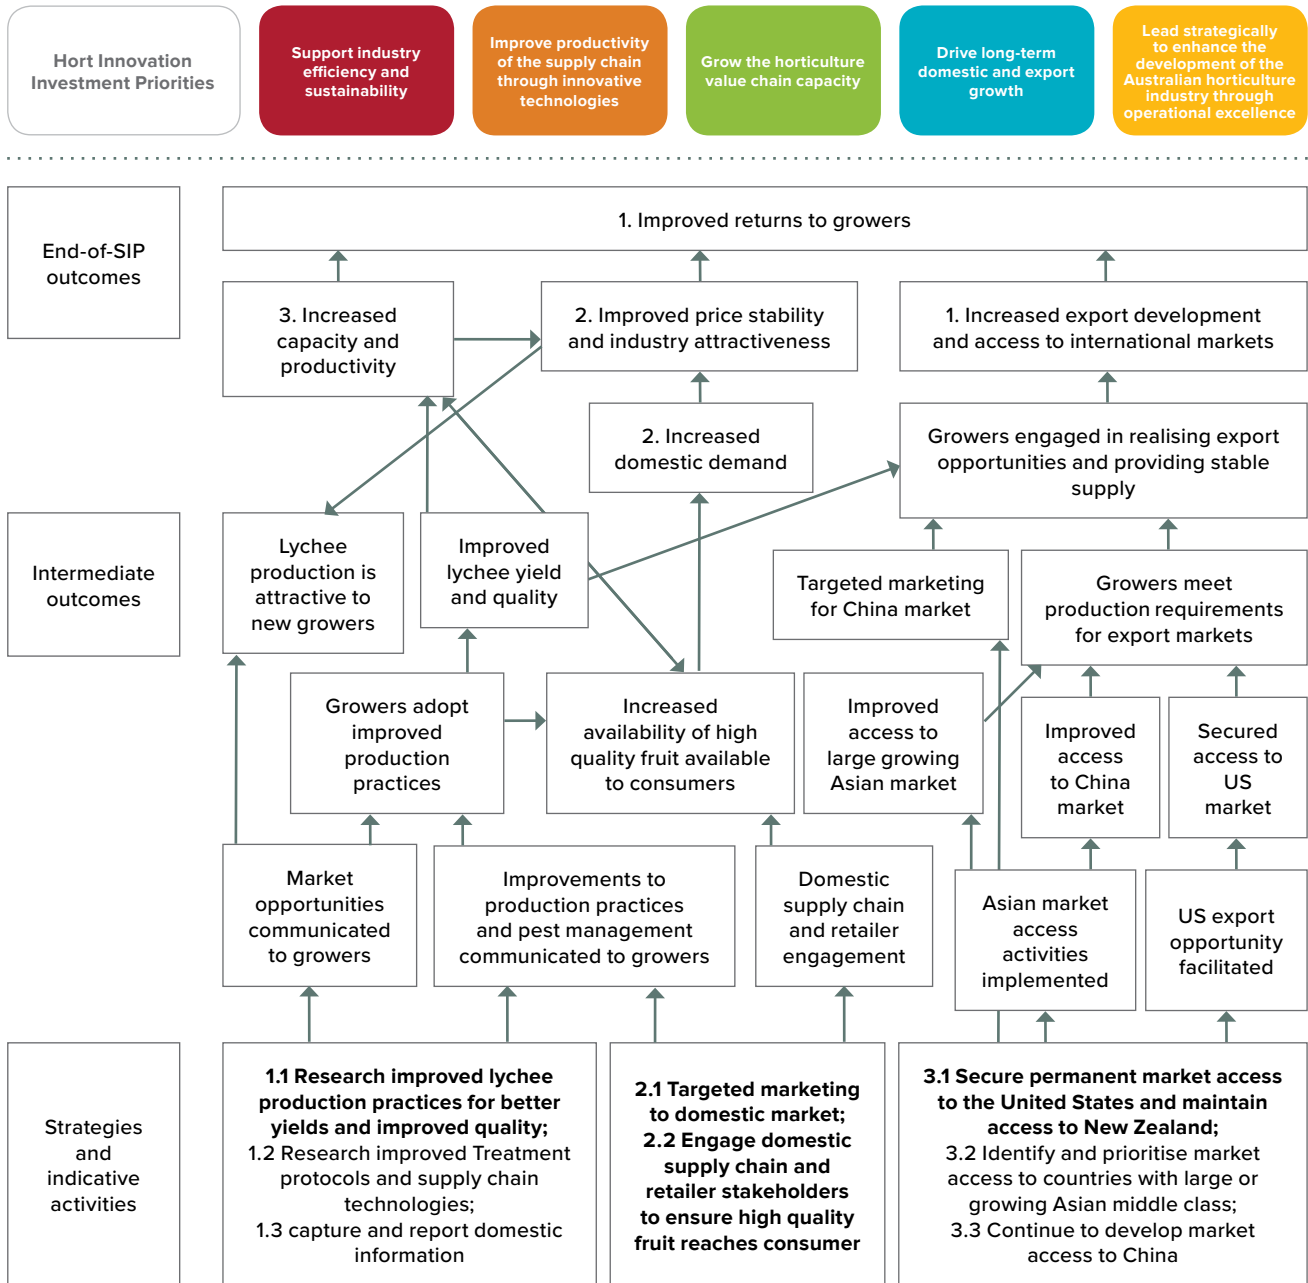 Hort Innovation
Investment Priorities
Support industry
efficiency and
sustainability
Improve productivity
of the supply chain
through innovative
technologies
Grow the horticulture
value chain capacity
Drive long-term
domestic and export
growth
Lead strategically
to enhance the
development of the
Australian horticulture
industry through
operational excellence
End-of-SIP
outcomes
1. Improved returns to growers
3. Increased
capacity and
productivity
2. Improved price stability
and industry attractiveness
1. Increased export development
and access to international markets
2. Increased
domestic demand
Growers engaged in realising export
opportunities and providing stable
supply
Intermediate
outcomes
Lychee
production is
attractive to
new growers
Improved
lychee yield
and quality
Targeted marketing
for China market
Growers meet
production requirements
for export markets
Growers adopt
improved
production
practices
Increased
availability of high
quality fruit available
to consumers
Improved
access to
large growing
Asian market
Improved
access
to China
market
Secured
access to
US
market
Market
opportunities
communicated
to growers
Improvements to
production practices
and pest management
communicated to growers
Domestic
supply chain
and retailer
engagement
Asian market
access
activities
implemented
US export
opportunity
facilitated
Strategies
and
indicative
activities
1.1 Research improved lychee
production practices for better
yields and improved quality;
1.2 Research improved Treatment
protocols and supply chain
technologies;
1.3 capture and report domestic
information
2.1 Targeted marketing
to domestic market;
2.2 Engage domestic
supply chain and
retailer stakeholders
to ensure high quality
fruit reaches consumer
3.1 Secure permanent market access
to the United States and maintain
access to New Zealand;
3.2 Identify and prioritise market
access to countries with large or
growing Asian middle class;
3.3 Continue to develop market
access to China